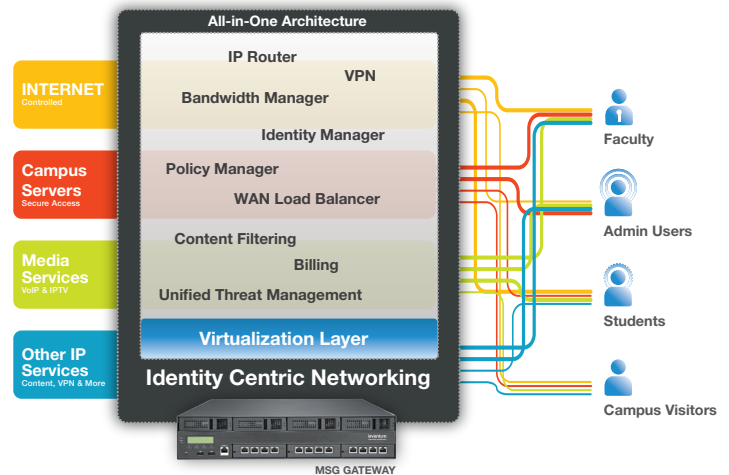 All-in-One Architecture
IP Router
VPN
Bandwidth Manager
Identity Manager
Policy Manager
WAN Load Balancer
Content Filtering
Billing
Unified Threat Management
Virtualization Layer
Identity Centric Networking
INTERNET
Controlled
Campus
Servers
Secure Access
Media
Services
VoIP & IPTV
Other IP
Services
Content, VPN & More
Faculty
Admin Users
Students
Campus Visitors
MSG GATEWAY